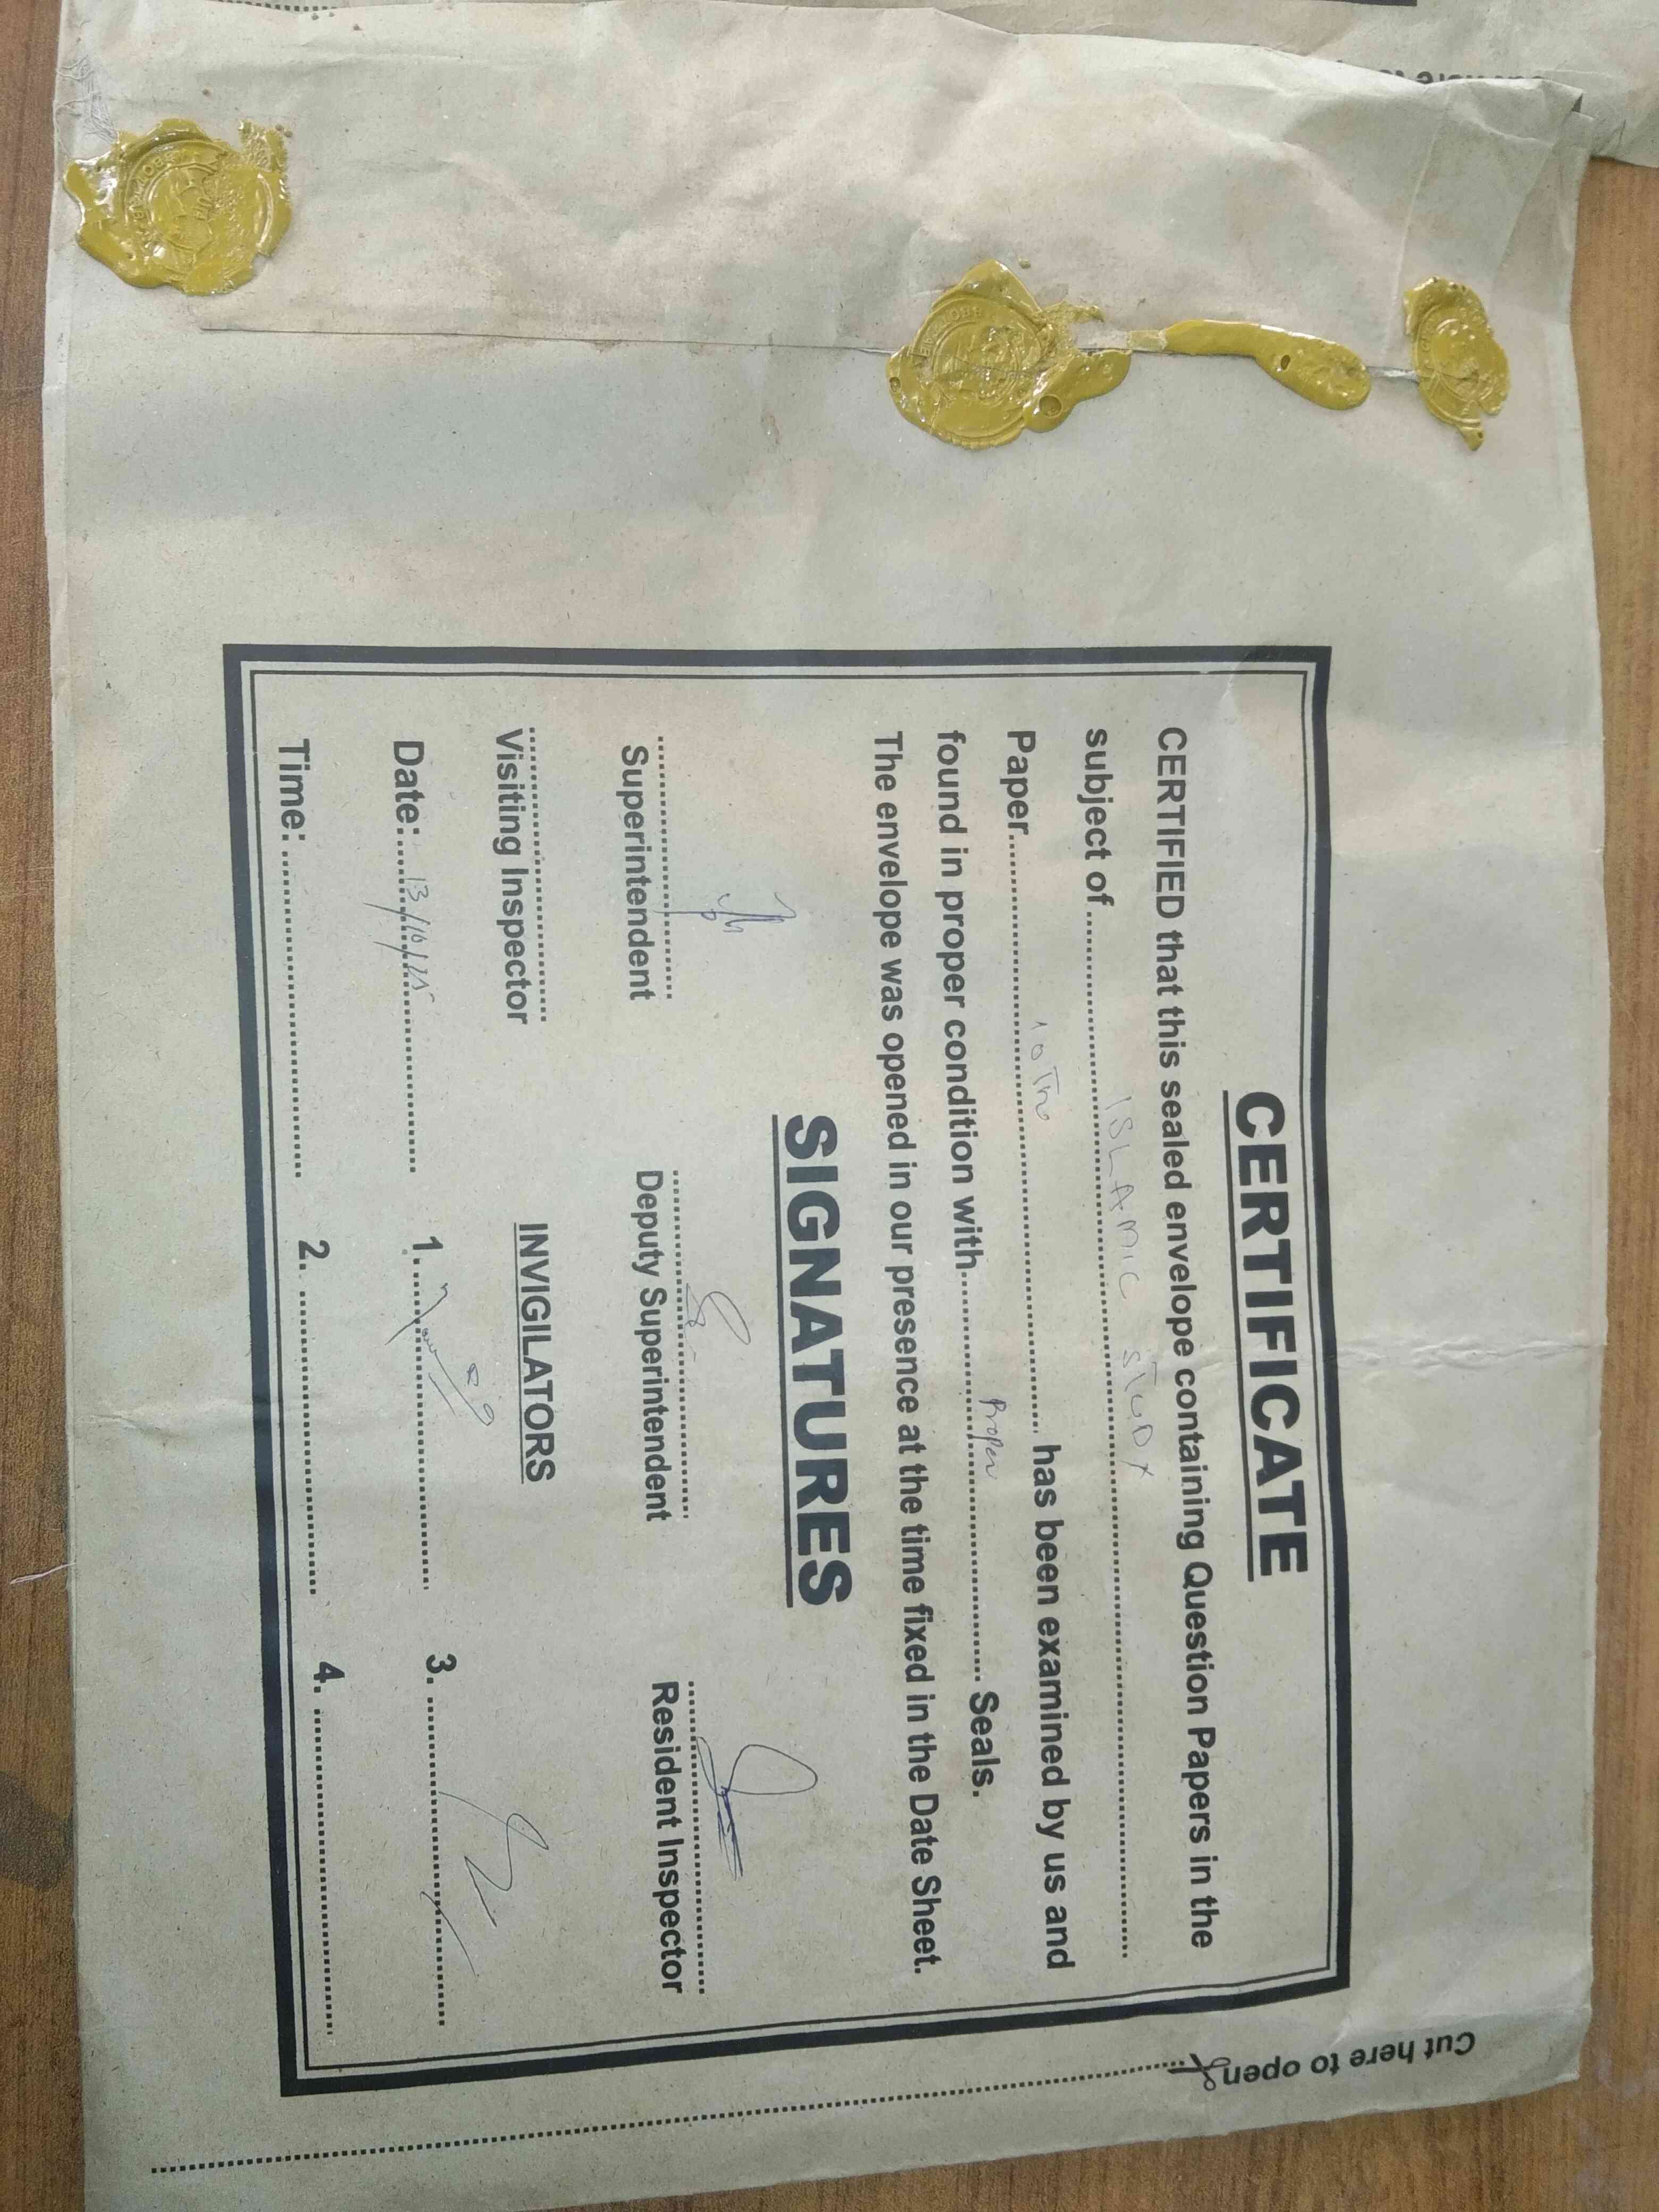 CERTIFICATE
CERTIFIED that this sealed envelope containing Question Papers in the
subject of.......... ISLAMIC STUDY ..........
Paper.......... 10Th .......... has been examined by us and
found in proper condition with.......... Proper .......... Seals.
The envelope was opened in our presence at the time fixed in the Date Sheet.
SIGNATURES
Superintendent Deputy Superintendent Resident Inspector
Visiting Inspector INVIGILATORS
Date: 13/10/25 1. 3.
Time: 2. 4.
Cut here to open